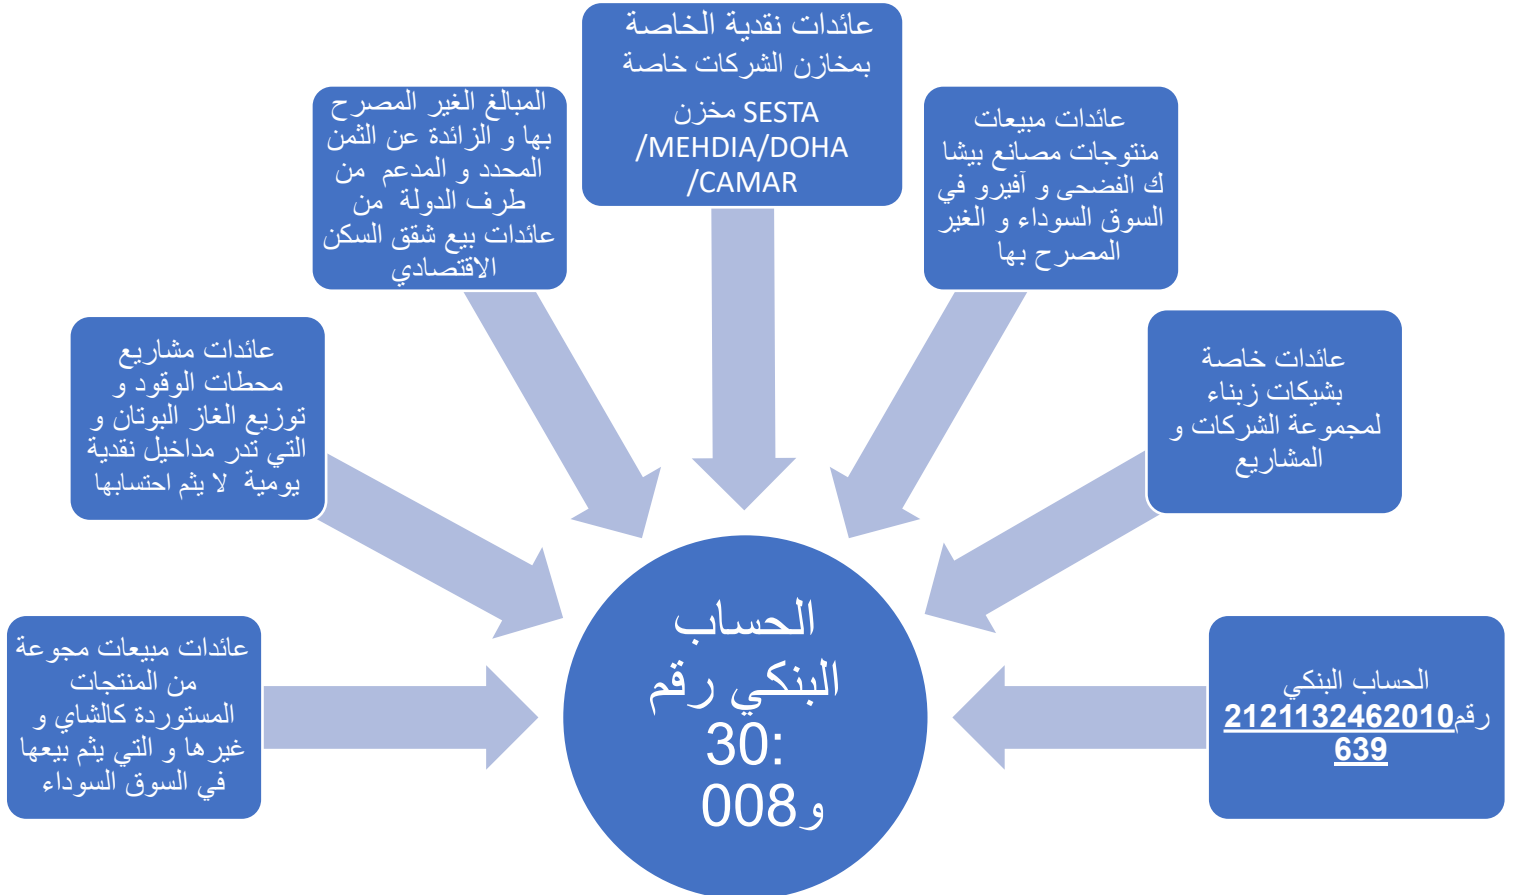 عائدات نقدية الخاصة
بمخازن الشركات خاصة
مخزن SESTA
/MEHDIA/DOHA
/CAMAR
عائدات مبيعات
منتوجات مصانع بيشا
ك الفضحى و آفيرو في
السوق السوداء و الغير
المصرح بها
عائدات خاصة
بشيكات زبناء
لمجموعة الشركات و
المشاريع
الحساب البنكي
رقم2121132462010
639
المبالغ الغير المصرح
بها و الزائدة عن الثمن
المحدد و المدعم من
طرف الدولة من
عائدات بيع شقق السكن
الاقتصادي
عائدات مشاريع
محطات الوقود و
توزيع الغاز البوتان و
التي تدر مداخيل نقدية
يومية لا يثم احتسابها
عائدات مبيعات مجوعة
من المنتجات
المستوردة كالشاي و
غيرها و التي يثم بيعها
في السوق السوداء
الحساب
البنكي رقم
:30
و008